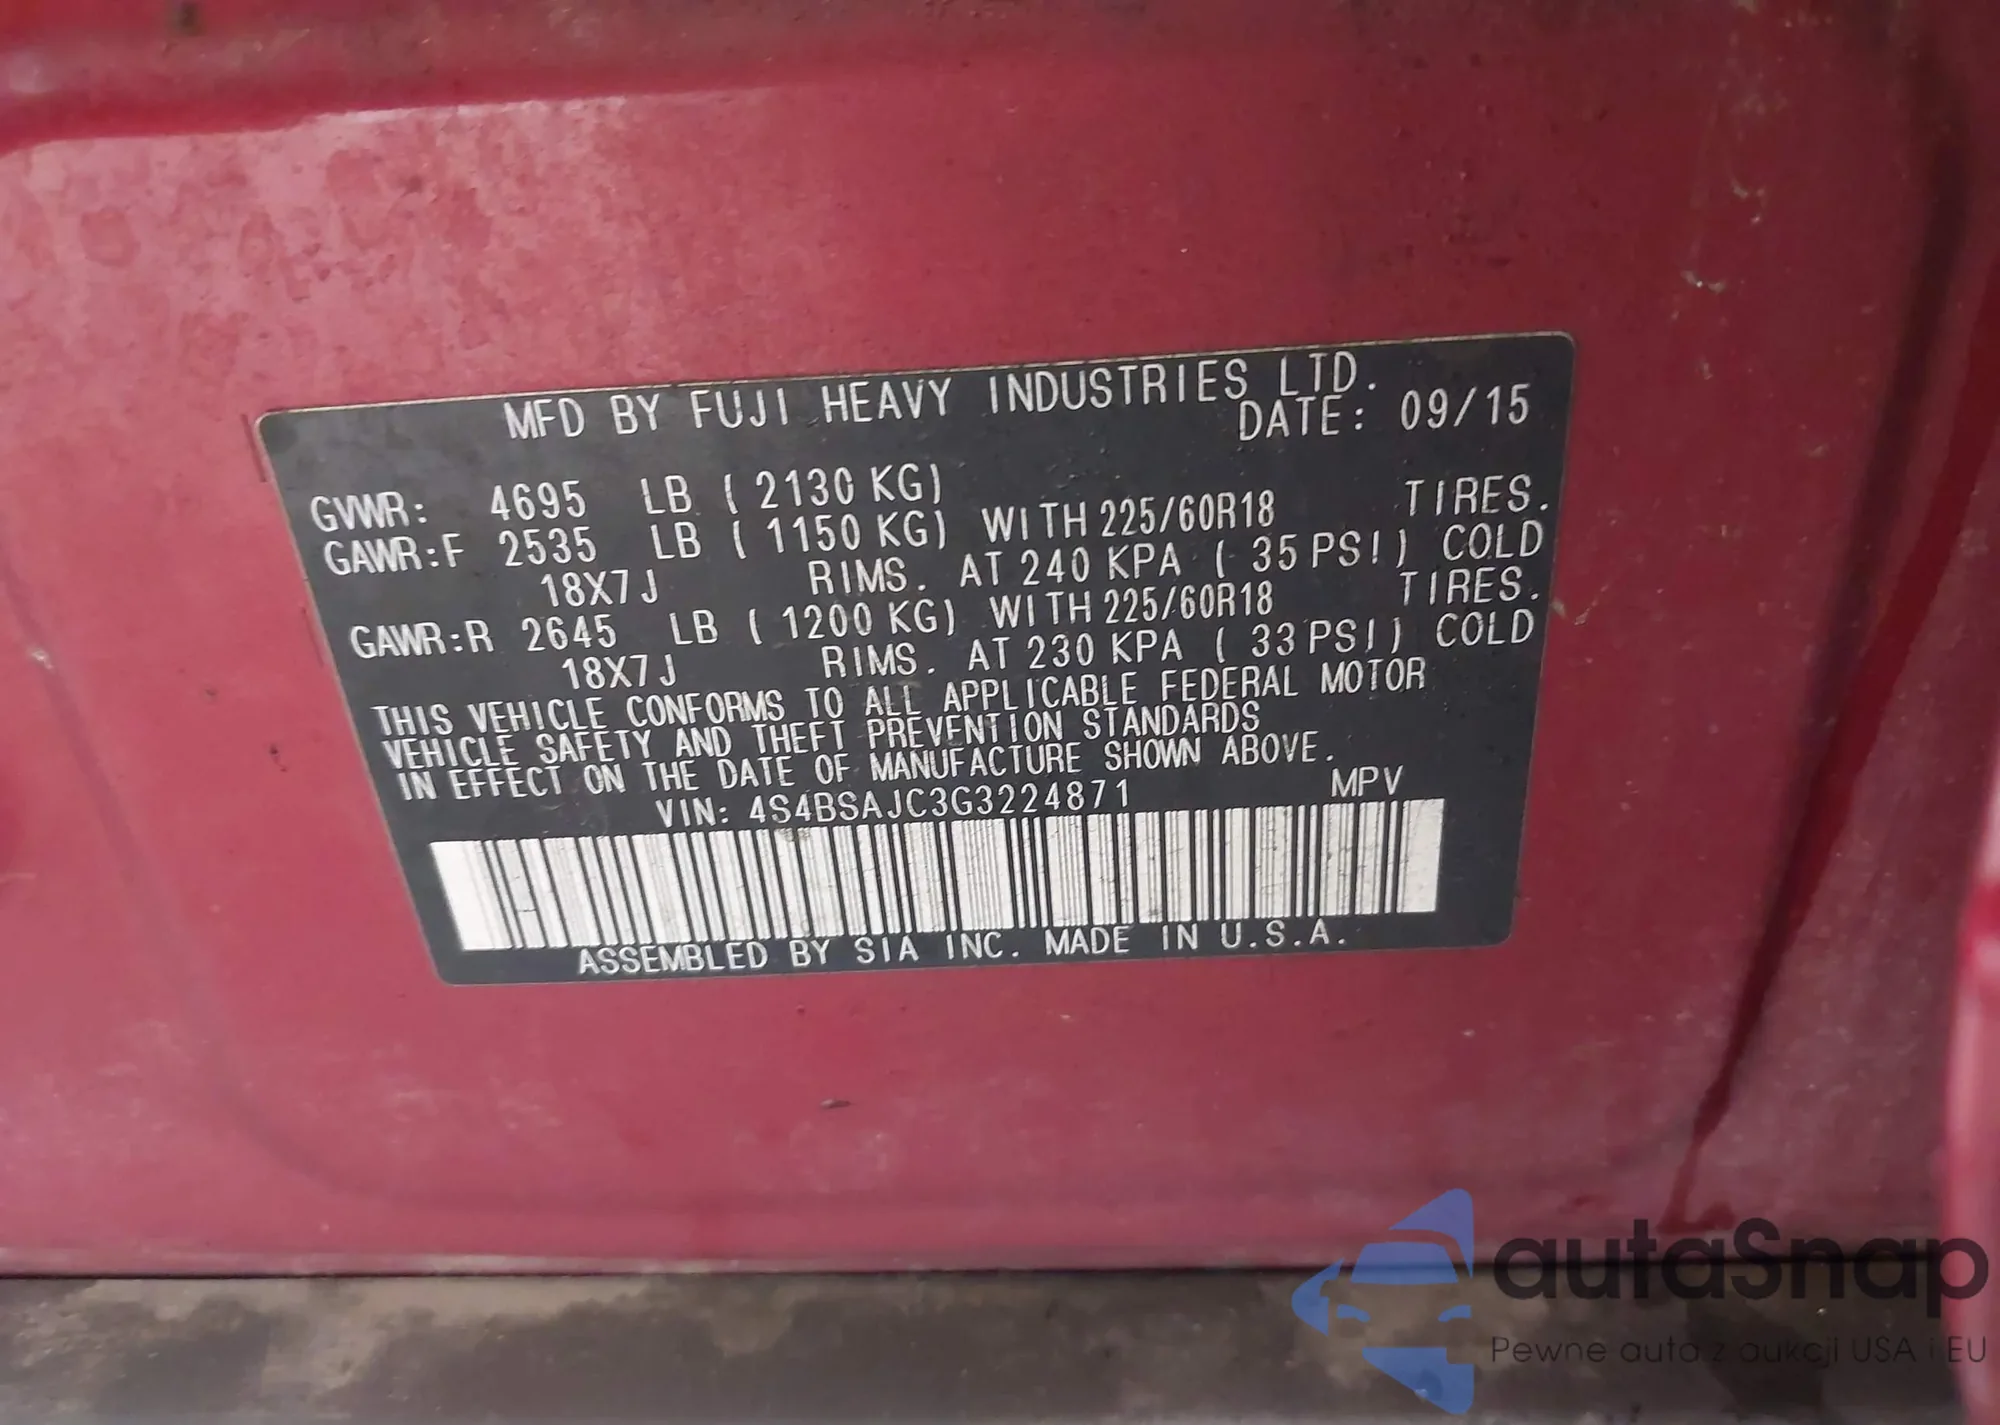 MFD BY FUJI HEAVY INDUSTRIES LTD.
DATE: 09/15
GVWR: 4695 LB ( 2130 KG)
GAWR:F 2535 LB ( 1150 KG) WITH 225/60R18 TIRES.
18X7J RIMS. AT 240 KPA ( 35 PSI) COLD
GAWR:R 2645 LB ( 1200 KG) WITH 225/60R18 TIRES.
18X7J RIMS. AT 230 KPA ( 33 PSI) COLD
THIS VEHICLE CONFORMS TO ALL APPLICABLE FEDERAL MOTOR
VEHICLE SAFETY AND THEFT PREVENTION STANDARDS
IN EFFECT ON THE DATE OF MANUFACTURE SHOWN ABOVE.
VIN: 4S4BSAJC3G3224871 MPV
ASSEMBLED BY SIA INC. MADE IN U.S.A.
autaSnap
Pewne auta z aukcji USA i EU